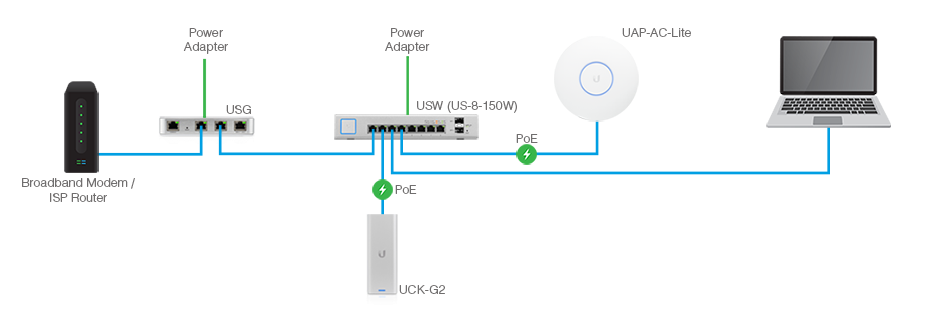 Power
Adapter
Power
Adapter
UAP-AC-Lite
USG
USW (US-8-150W)
PoE
Broadband Modem /
ISP Router
PoE
UCK-G2